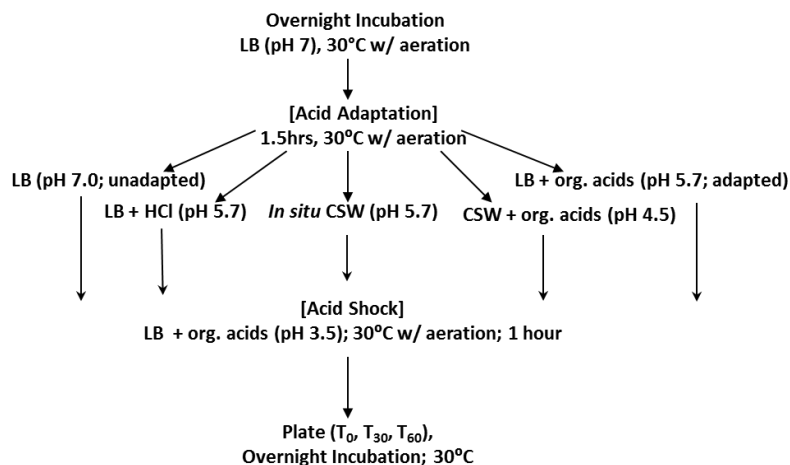 Overnight Incubation
LB (pH 7), 30°C w/ aeration
[Acid Adaptation]
1.5hrs, 30ºC w/ aeration
LB (pH 7.0; unadapted)
LB + org. acids (pH 5.7; adapted)
LB + HCl (pH 5.7)
In situ CSW (pH 5.7)
CSW + org. acids (pH 4.5)
[Acid Shock]
LB + org. acids (pH 3.5); 30ºC w/ aeration; 1 hour
Plate (T₀, T₃₀, T₆₀),
Overnight Incubation; 30ºC